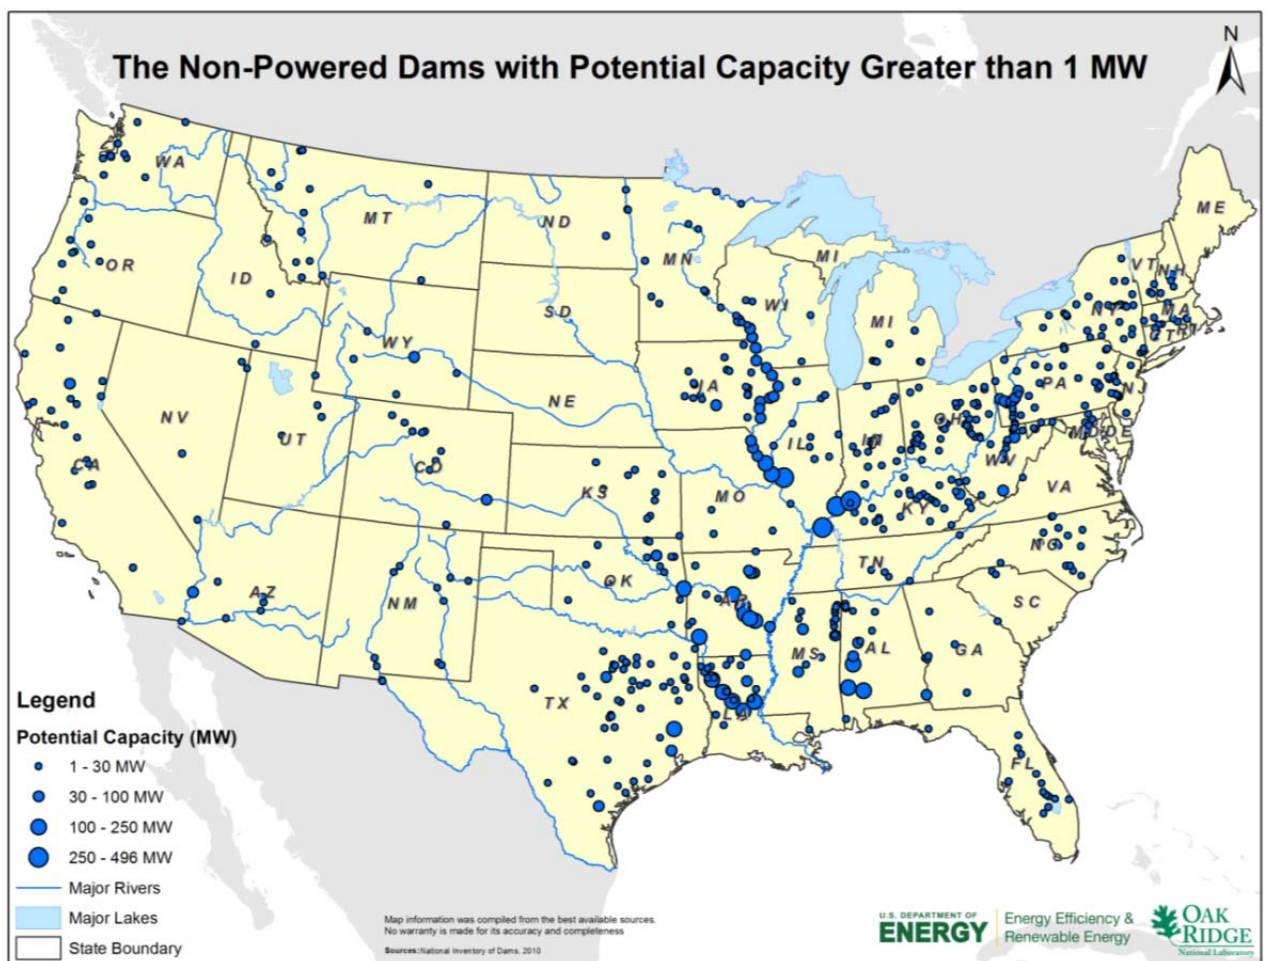 The Non-Powered Dams with Potential Capacity Greater than 1 MW
N
WA
MT
ND
MN
MI
ME
VT
NH
OR
ID
SD
WI
MI
NY
MA
CT
RI
WY
IA
PA
NJ
NE
NV
UT
IL
IN
OH
MD
DE
CA
CO
KS
MO
WV
VA
KY
AZ
NM
OK
AR
TN
NC
SC
TX
LA
MS
AL
GA
FL
Legend
Potential Capacity (MW)
1 - 30 MW
30 - 100 MW
100 - 250 MW
250 - 496 MW
Major Rivers
Major Lakes
State Boundary
Map information was compiled from the best available sources.
No warranty is made for its accuracy and completeness
Sources:National Inventory of Dams, 2010
U.S. DEPARTMENT OF
ENERGY
Energy Efficiency &
Renewable Energy
OAK
RIDGE
National Laboratory